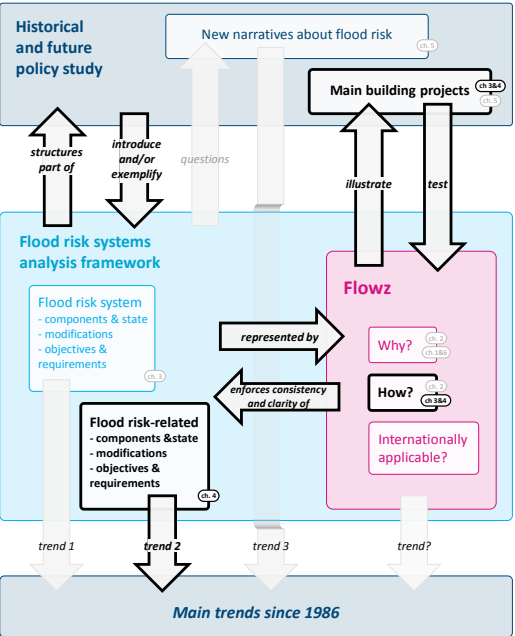 Historical
and future
policy study
New narratives about flood risk
ch. 5
Main building projects
ch 3&4
ch. 5
structures
part of
introduce
and/or
exemplify
questions
illustrate
test
Flood risk systems
analysis framework
Flood risk system
- components & state
- modifications
- objectives &
requirements
ch. 3
Flowz
represented by
Why?
ch. 2
ch.1&6
enforces consistency
and clarity of
How?
ch. 2
ch 3&4
Flood risk-related
- components &state
- modifications
- objectives &
requirements
ch. 4
Internationally
applicable?
trend 1
trend 2
trend 3
trend?
Main trends since 1986